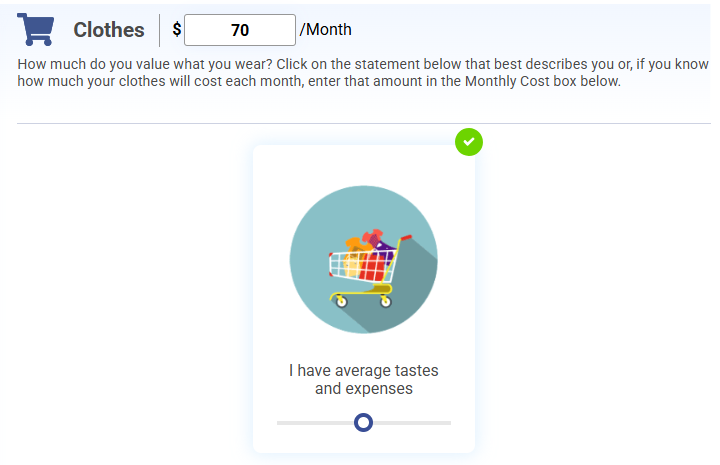 Clothes $ 70 /Month
How much do you value what you wear? Click on the statement below that best describes you or, if you know
how much your clothes will cost each month, enter that amount in the Monthly Cost box below.
I have average tastes
and expenses